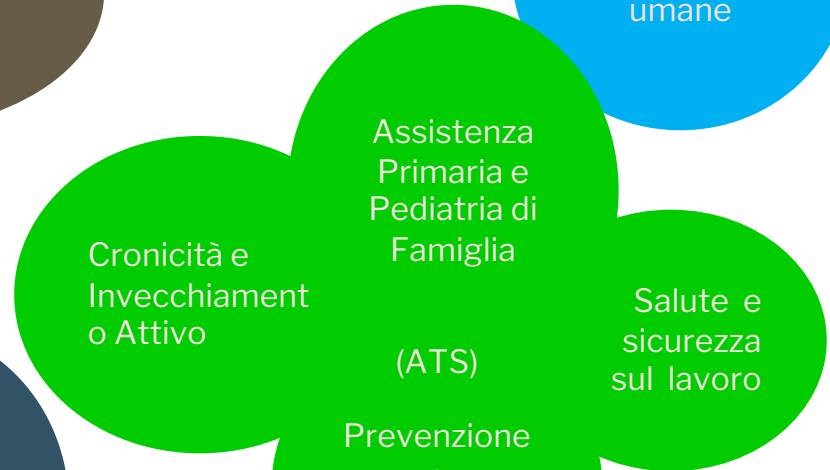 umane
Assistenza
Primaria e
Pediatria di
Famiglia
Cronicità e
Invecchiament
o Attivo
Salute e
sicurezza
sul lavoro
(ATS)
Prevenzione